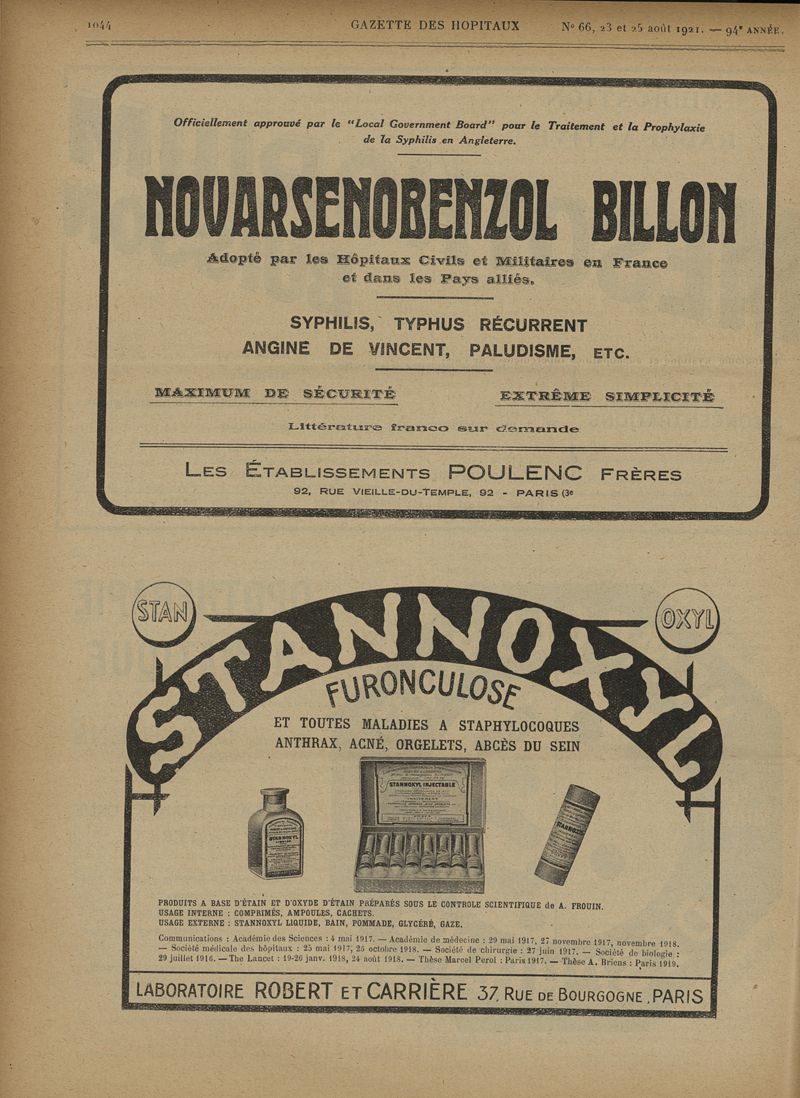 1044
GAZETTE DES HOPITAUX
Nº 66, 23 et 25 août 1921. — 94e ANNÉE.
Officiellement approuvé par le "Local Government Board" pour le Traitement et la Prophylaxie
de la Syphilis en Angleterre.
NOVARSENOBENZOL BILLON
Adopté par les Hôpitaux Civils et Militaires en France
et dans les Pays alliés.
SYPHILIS, TYPHUS RÉCURRENT
ANGINE DE VINCENT, PALUDISME, ETC.
MAXIMUM DE SÉCURITÉ
EXTRÊME SIMPLICITÉ
Littérature franco sur demande
LES ÉTABLISSEMENTS POULENC FRÈRES
92, RUE VIEILLE-DU-TEMPLE, 92 - PARIS (3e
STAN
OXYL
STANNOXYL
FURONCULOSE
ET TOUTES MALADIES A STAPHYLOCOQUES
ANTHRAX, ACNÉ, ORGELETS, ABCÈS DU SEIN
STANNOXYL INJECTABLE
TRAITEMENT
STANNOXYL
STANNOXYL
PRODUITS A BASE D'ÉTAIN ET D'OXYDE D'ÉTAIN PRÉPARÉS SOUS LE CONTROLE SCIENTIFIQUE de A. FROUIN.
USAGE INTERNE : COMPRIMÉS, AMPOULES, CACHETS.
USAGE EXTERNE : STANNOXYL LIQUIDE, BAIN, POMMADE, GLYCÉRÉ, GAZE.
Communications : Académie des Sciences : 4 mai 1917. — Académie de médecine : 29 mai 1917, 27 novembre 1917, novembre 1918.
— Société médicale des hôpitaux : 25 mai 1917, 25 octobre 1918. — Société de chirurgie : 27 juin 1917. — Société de biologie :
29 juillet 1916. — The Lancet : 19-26 janv. 1918, 24 août 1918. — Thèse Marcel Perol : Paris 1917. — Thèse A. Briens : Paris 1919.
LABORATOIRE ROBERT ET CARRIÈRE 37, RUE DE BOURGOGNE . PARIS